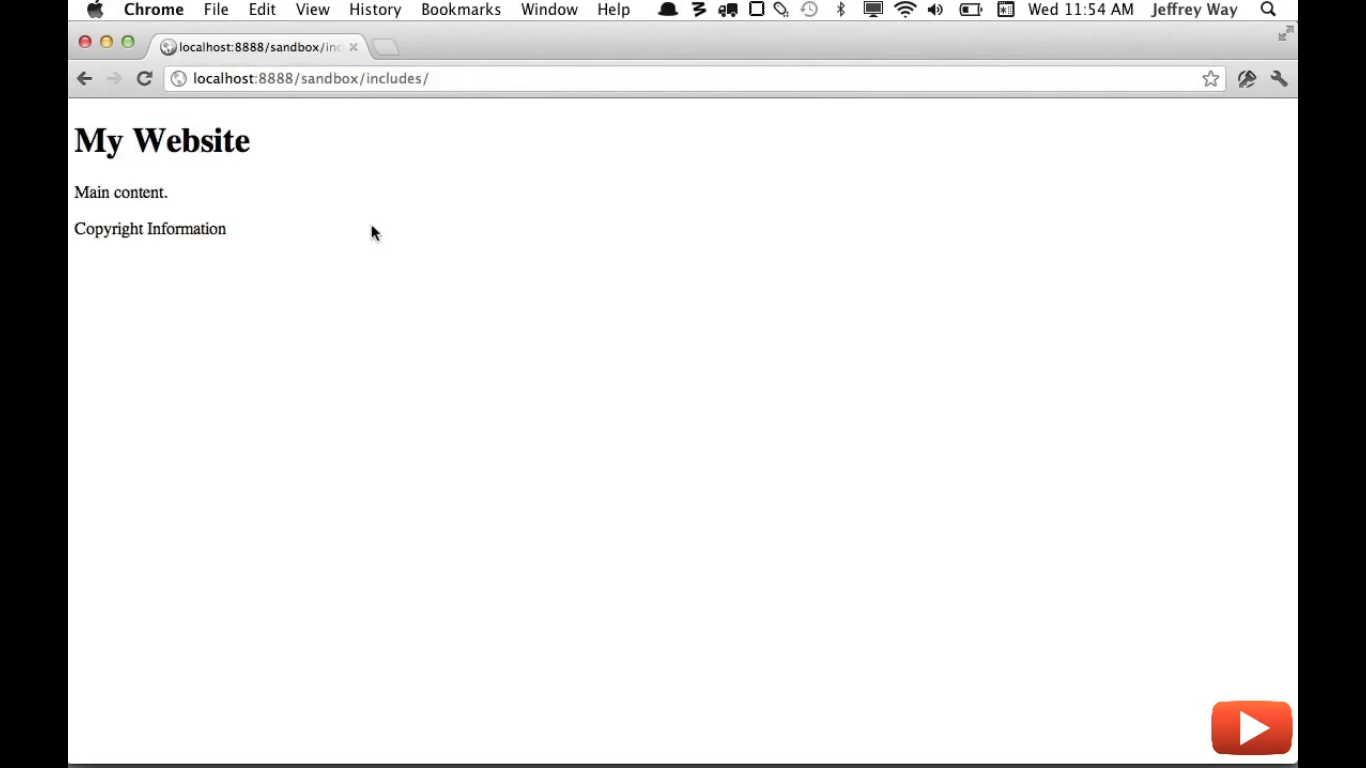 Chrome File Edit View History Bookmarks Window Help Wed 11:54 AM Jeffrey Way
localhost:8888/sandbox/inc
localhost:8888/sandbox/includes/
My Website
Main content.
Copyright Information